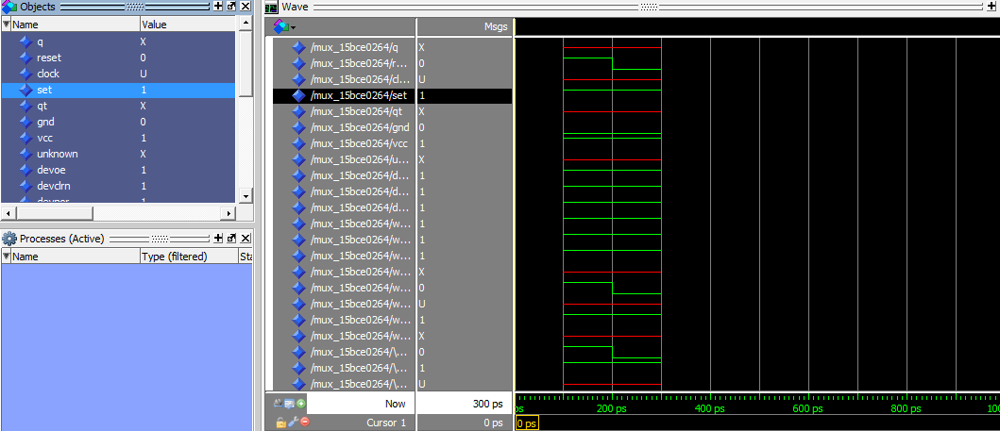 Objects
Name Value
q X
reset 0
clock U
set 1
qt X
gnd 0
vcc 1
unknown X
devoe 1
devclrn 1
Processes (Active)
Name Type (filtered) Sta
Wave
Msgs
/mux_15bce0264/q X
/mux_15bce0264/r... 0
/mux_15bce0264/d... U
/mux_15bce0264/set 1
/mux_15bce0264/qt X
/mux_15bce0264/gnd 0
/mux_15bce0264/vcc 1
/mux_15bce0264/u... X
/mux_15bce0264/d... 1
/mux_15bce0264/d... 1
/mux_15bce0264/d... 1
/mux_15bce0264/w... 1
/mux_15bce0264/w... 1
/mux_15bce0264/w... 1
/mux_15bce0264/w... X
/mux_15bce0264/w... 0
/mux_15bce0264/w... U
/mux_15bce0264/w... 1
/mux_15bce0264/w... X
/mux_15bce0264/\... 0
/mux_15bce0264/\... 1
/mux_15bce0264/\... U
Now 300 ps
ps 200 ps 400 ps 600 ps 800 ps 100
Cursor 1 0 ps
0 ps